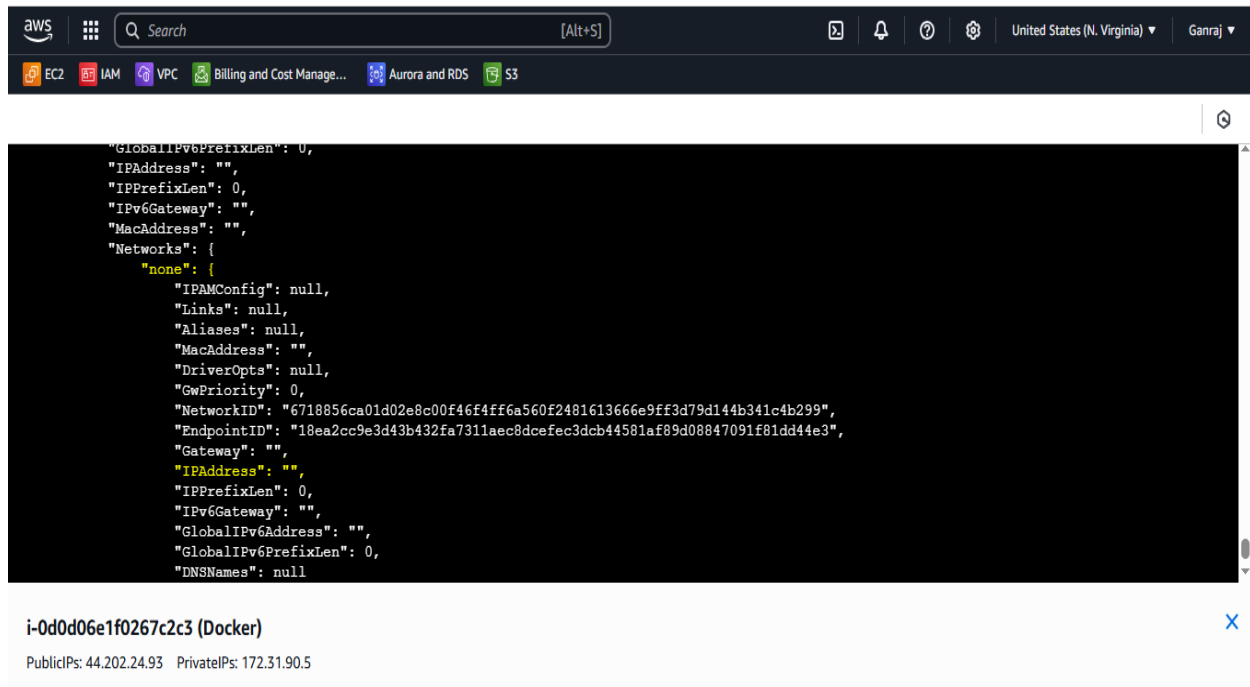 aws Search [Alt+S] United States (N. Virginia) ▼ Ganraj ▼
EC2 IAM VPC Billing and Cost Manage... Aurora and RDS S3
"GlobalIPv6PrefixLen": 0,
"IPAddress": "",
"IPPrefixLen": 0,
"IPv6Gateway": "",
"MacAddress": "",
"Networks": {
"none": {
"IPAMConfig": null,
"Links": null,
"Aliases": null,
"MacAddress": "",
"DriverOpts": null,
"GwPriority": 0,
"NetworkID": "6718856ca01d02e8c00f46f4ff6a560f2481613666e9ff3d79d144b341c4b299",
"EndpointID": "18ea2cc9e3d43b432fa7311aec8dcefec3dcb44581af89d08847091f81dd44e3",
"Gateway": "",
"IPAddress": "",
"IPPrefixLen": 0,
"IPv6Gateway": "",
"GlobalIPv6Address": "",
"GlobalIPv6PrefixLen": 0,
"DNSNames": null
i-0d0d06e1f0267c2c3 (Docker)
PublicIPs: 44.202.24.93 PrivateIPs: 172.31.90.5